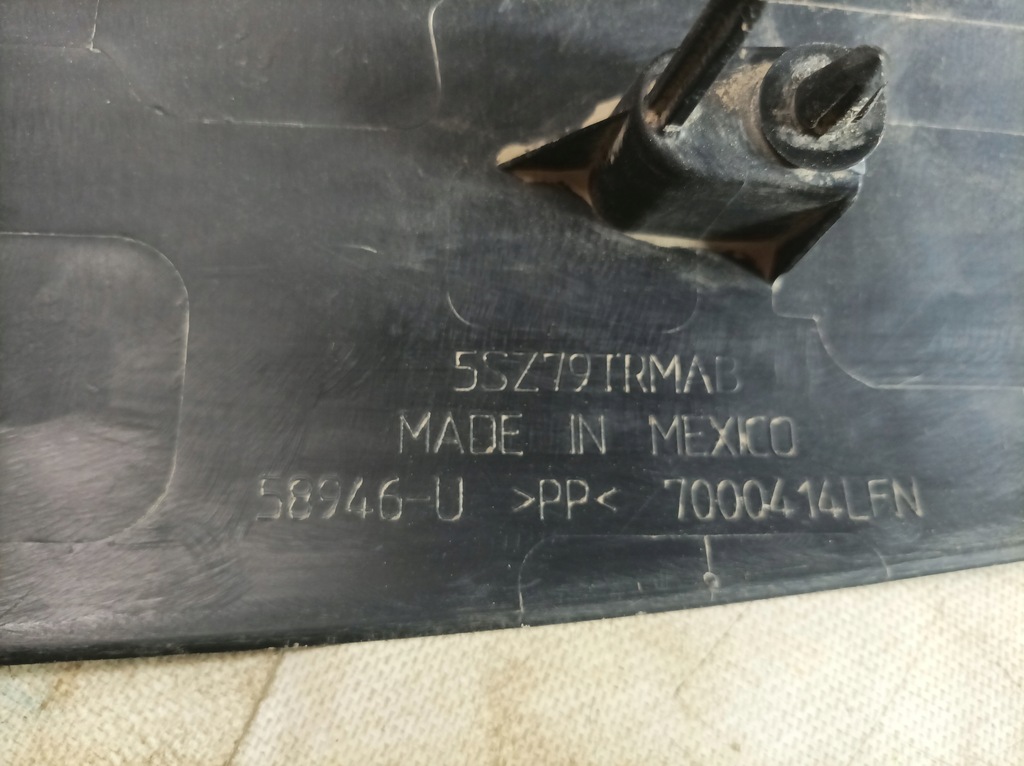 5SZ79TRMAB
MADE IN MEXICO
58946-U >PP< 7000414LFN